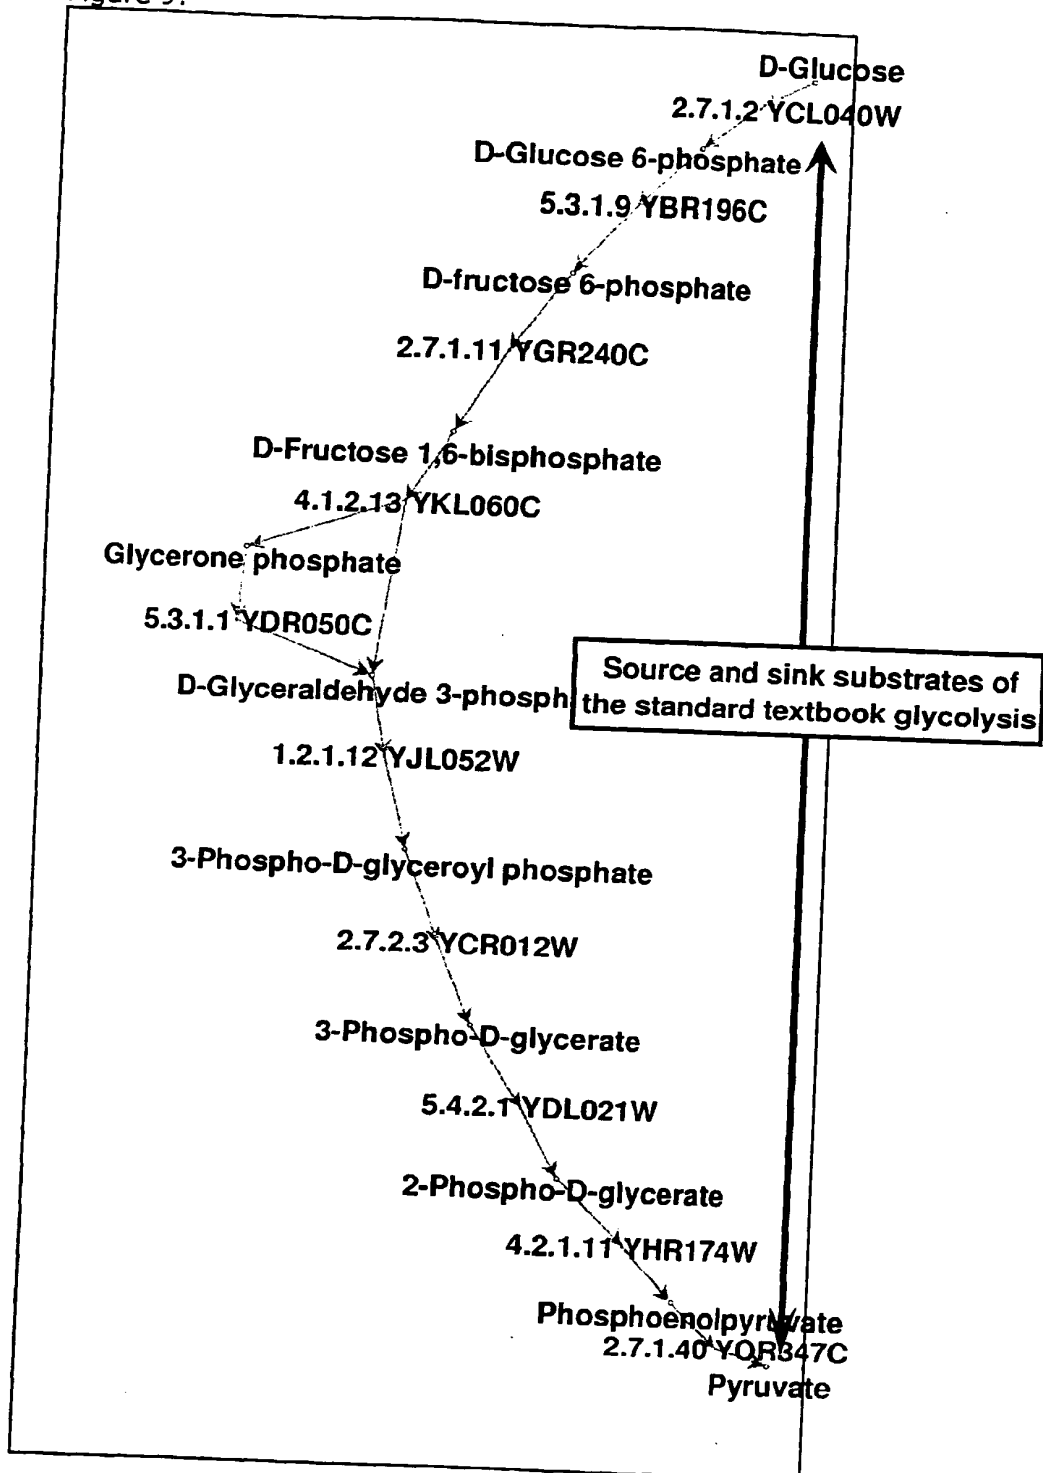 D-Glucose
2.7.1.2 YCL040W
D-Glucose 6-phosphate
5.3.1.9 YBR196C
D-fructose 6-phosphate
2.7.1.11 YGR240C
D-Fructose 1,6-bisphosphate
4.1.2.13 YKL060C
Glycerone phosphate
5.3.1.1 YDR050C
Source and sink substrates of
the standard textbook glycolysis
D-Glyceraldehyde 3-phosph
1.2.1.12 YJL052W
3-Phospho-D-glyceroyl phosphate
2.7.2.3 YCR012W
3-Phospho-D-glycerate
5.4.2.1 YDL021W
2-Phospho-D-glycerate
4.2.1.11 YHR174W
Phosphoenolpyruvate
2.7.1.40 YOR347C
Pyruvate